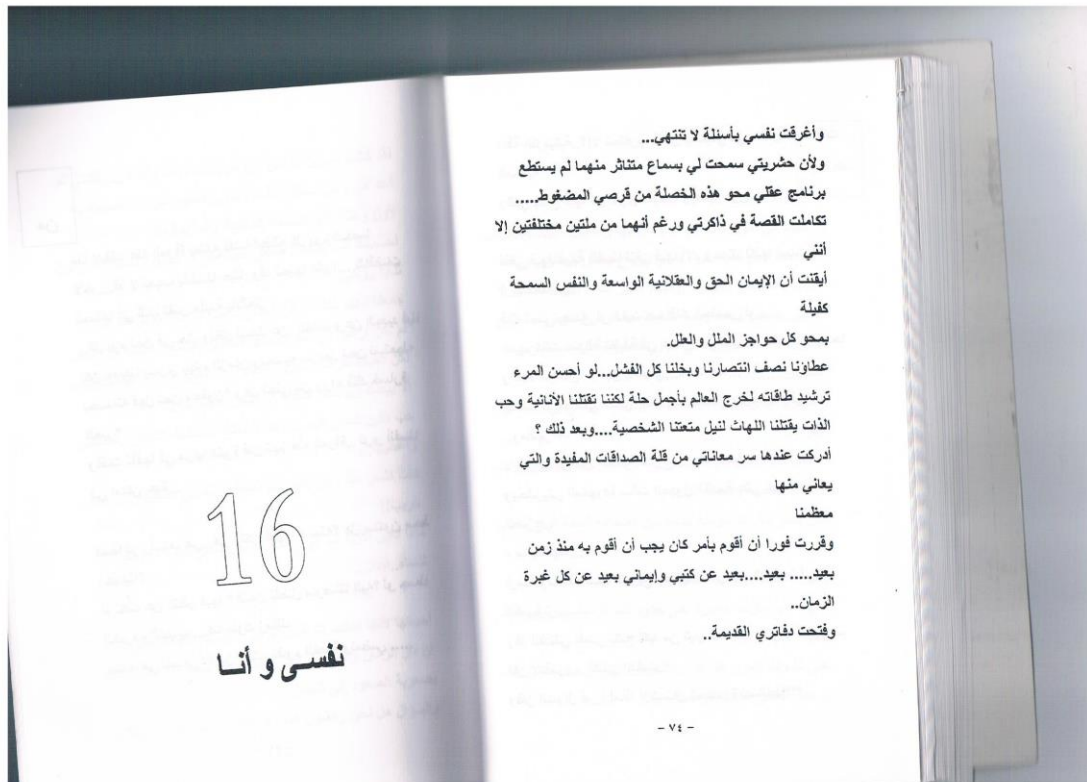 وأغرقت نفسي بأسئلة لا تنتهي...
ولأن حشريتي سمحت لي بسماع متناثر منهما لم يستطع
برنامج عقلي محو هذه الخصلة من قرصي المضغوط.....
تكاملت القصة في ذاكرتي ورغم أنهما من ملتين مختلفتين إلا
أنني
أيقنت أن الإيمان الحق والعقلانية الواسعة والنفس السمحة
كفيلة
بمحو كل حواجز الملل والعلل.
عطاؤنا نصف انتصارنا وبخلنا كل الفشل...لو أحسن المرء
ترشيد طاقاته لخرج العالم بأجمل حلة لكننا تقتلنا الأنانية وحب
الذات يقتلنا اللهاث لنيل متعتنا الشخصية....وبعد ذلك ؟
أدركت عندها سر معاناتي من قلة الصداقات المفيدة والتي
يعاني منها
معظمنا
وقررت فورا أن أقوم بأمر كان يجب أن أقوم به منذ زمن
بعيد..... بعيد....بعيد عن كتبي وإيماني بعيد عن كل غبرة
الزمان..
وفتحت دفاتري القديمة..
- ٧٤ -
16
نفسي و أنا